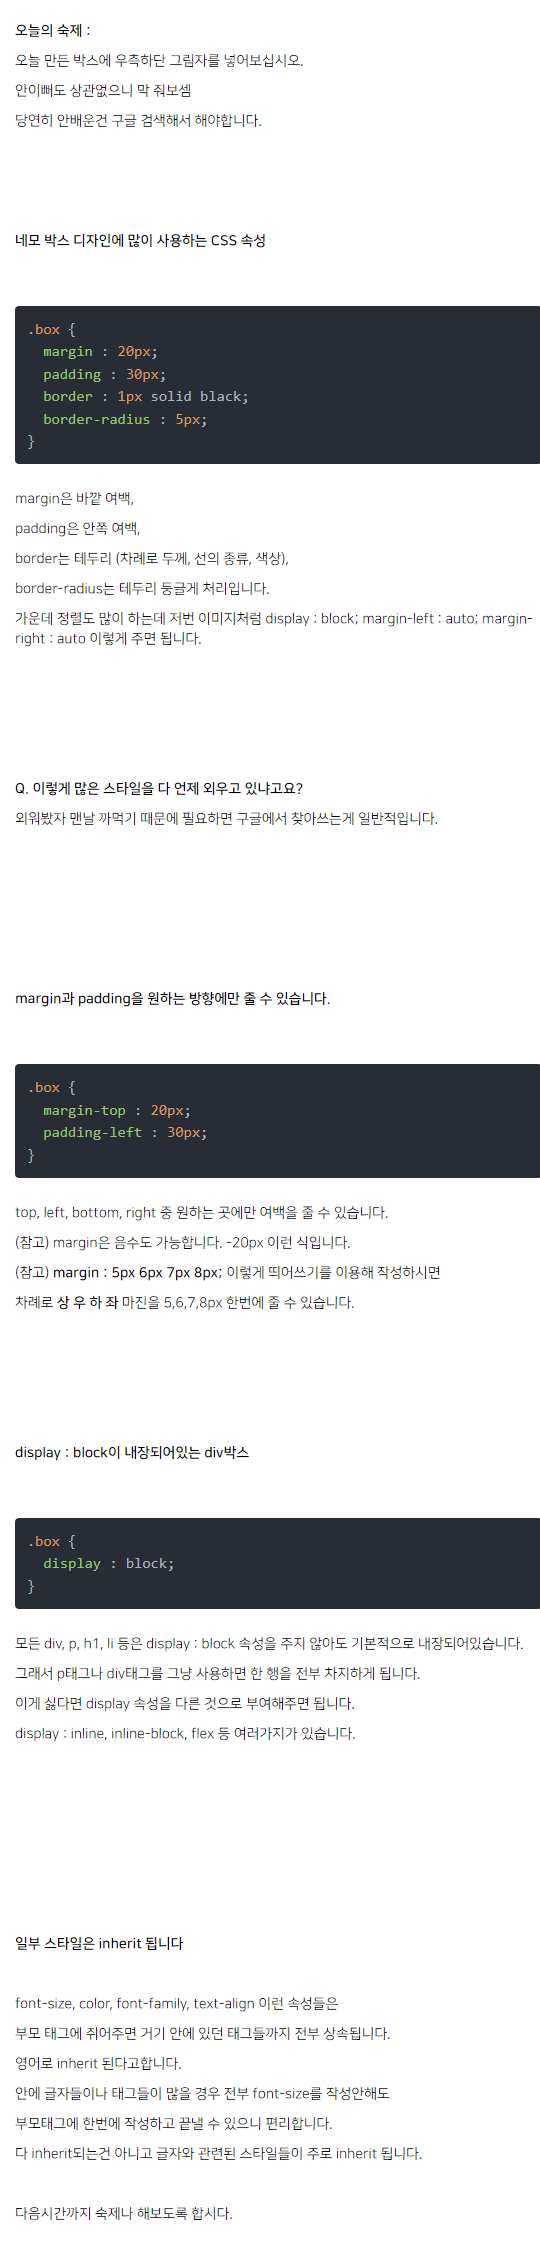 오늘의 숙제 :
오늘 만든 박스에 우측하단 그림자를 넣어보십시오.
안이뻐도 상관없으니 막 줘보셈
당연히 안배운건 구글 검색해서 해야합니다.
네모 박스 디자인에 많이 사용하는 CSS 속성
.box {
  margin : 20px;
  padding : 30px;
  border : 1px solid black;
  border-radius : 5px;
}
margin은 바깥 여백,
padding은 안쪽 여백,
border는 테두리 (차례로 두께, 선의 종류, 색상),
border-radius는 테두리 둥글게 처리입니다.
가운데 정렬도 많이 하는데 저번 이미지처럼 display : block; margin-left : auto; margin-
right : auto 이렇게 주면 됩니다.
Q. 이렇게 많은 스타일을 다 언제 외우고 있냐고요?
외워봤자 맨날 까먹기 때문에 필요하면 구글에서 찾아쓰는게 일반적입니다.
margin과 padding을 원하는 방향에만 줄 수 있습니다.
.box {
  margin-top : 20px;
  padding-left : 30px;
}
top, left, bottom, right 중 원하는 곳에만 여백을 줄 수 있습니다.
(참고) margin은 음수도 가능합니다. -20px 이런 식입니다.
(참고) margin : 5px 6px 7px 8px; 이렇게 띄어쓰기를 이용해 작성하시면
차례로 상 우 하 좌 마진을 5,6,7,8px 한번에 줄 수 있습니다.
display : block이 내장되어있는 div박스
.box {
  display : block;
}
모든 div, p, h1, li 등은 display : block 속성을 주지 않아도 기본적으로 내장되어있습니다.
그래서 p태그나 div태그를 그냥 사용하면 한 행을 전부 차지하게 됩니다.
이게 싫다면 display 속성을 다른 것으로 부여해주면 됩니다.
display : inline, inline-block, flex 등 여러가지가 있습니다.
일부 스타일은 inherit 됩니다
font-size, color, font-family, text-align 이런 속성들은
부모 태그에 쥐어주면 거기 안에 있던 태그들까지 전부 상속됩니다.
영어로 inherit 된다고합니다.
안에 글자들이나 태그들이 많을 경우 전부 font-size를 작성안해도
부모태그에 한번에 작성하고 끝낼 수 있으니 편리합니다.
다 inherit되는건 아니고 글자와 관련된 스타일들이 주로 inherit 됩니다.
다음시간까지 숙제나 해보도록 합시다.